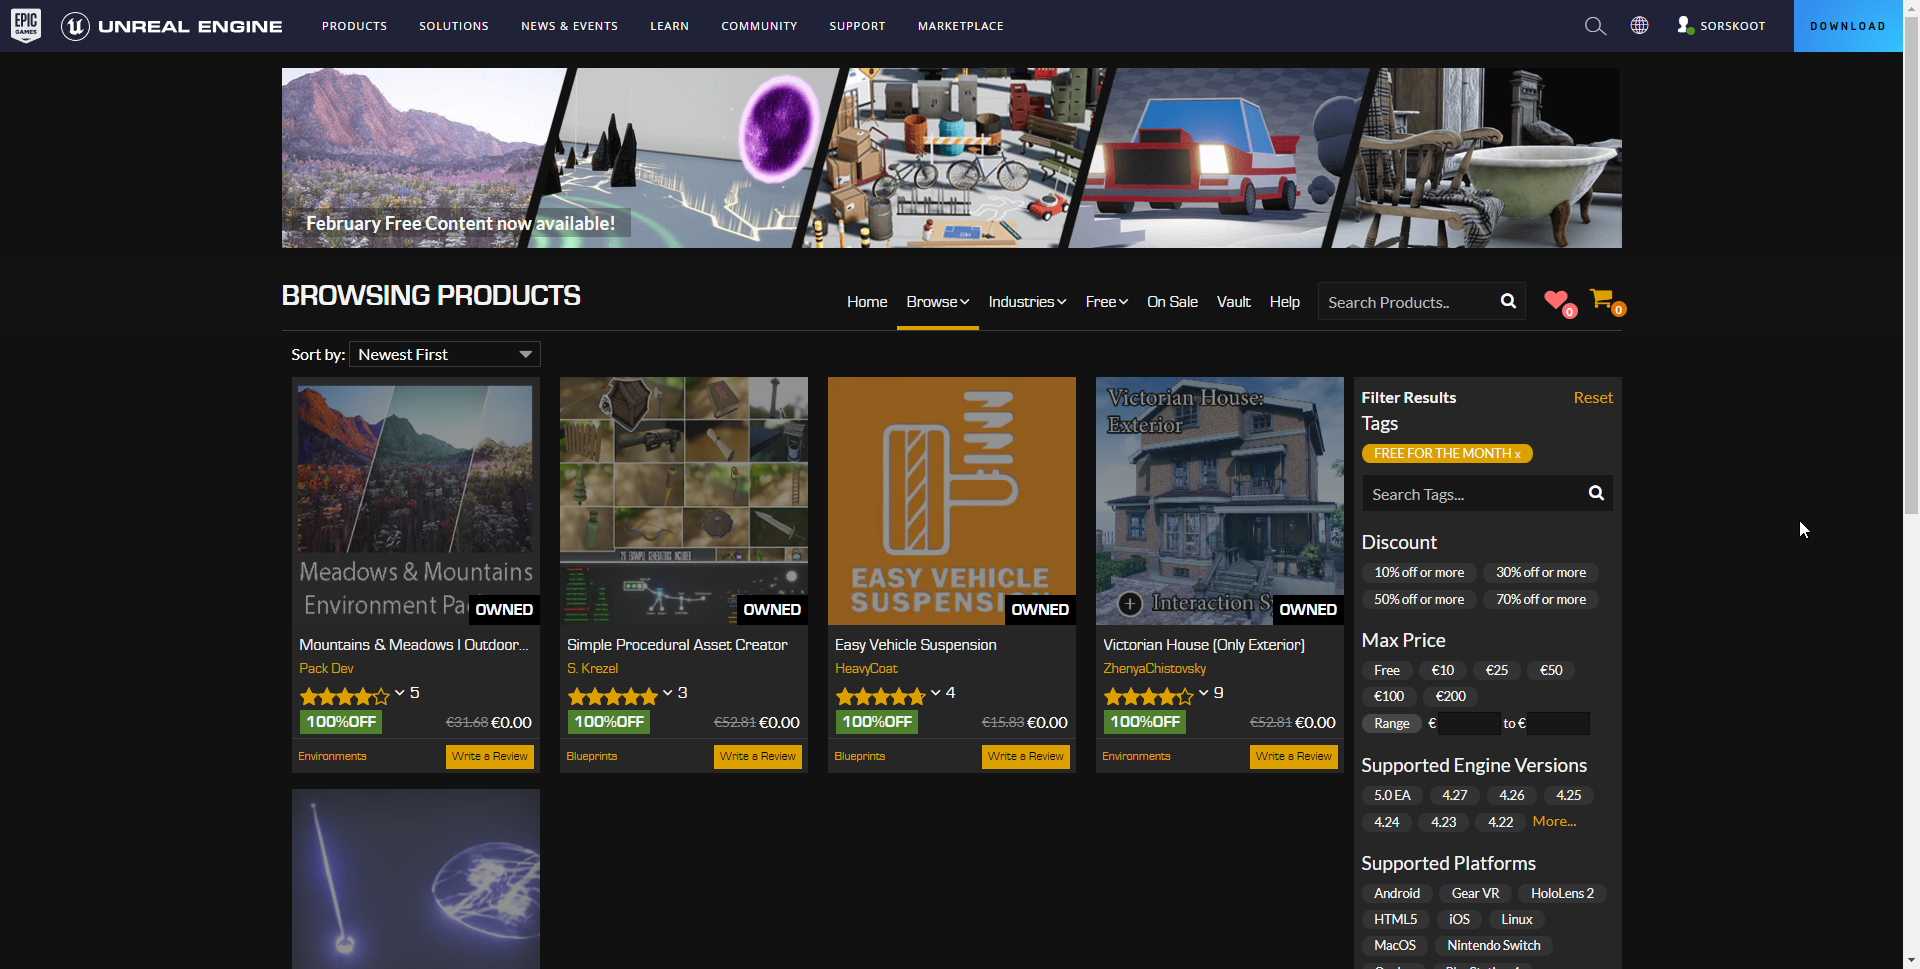 EPIC GAMES
UNREAL ENGINE
PRODUCTS SOLUTIONS NEWS & EVENTS LEARN COMMUNITY SUPPORT MARKETPLACE
SORSKOOT
DOWNLOAD
February Free Content now available!
BROWSING PRODUCTS
Home Browse Industries Free On Sale Vault Help
Search Products..
0
0
Sort by: Newest First
Meadows & Mountains
Environment Pa
OWNED
Mountains & Meadows I Outdoor...
Pack Dev
5
100%OFF €31.68 €0.00
Environments Write a Review
OWNED
Simple Procedural Asset Creator
S. Krezel
3
100%OFF €52.81 €0.00
Blueprints Write a Review
EASY VEHICLE
SUSPENSION
OWNED
Easy Vehicle Suspension
HeavyCoat
4
100%OFF €15.83 €0.00
Blueprints Write a Review
Victorian House:
Exterior
+ Interaction S
OWNED
Victorian House (Only Exterior)
ZhenyaChistovsky
9
100%OFF €52.81 €0.00
Environments Write a Review
Filter Results Reset
Tags
FREE FOR THE MONTH x
Search Tags...
Discount
10% off or more 30% off or more
50% off or more 70% off or more
Max Price
Free €10 €25 €50
€100 €200
Range € to €
Supported Engine Versions
5.0 EA 4.27 4.26 4.25
4.24 4.23 4.22 More...
Supported Platforms
Android Gear VR HoloLens 2
HTML5 iOS Linux
MacOS Nintendo Switch